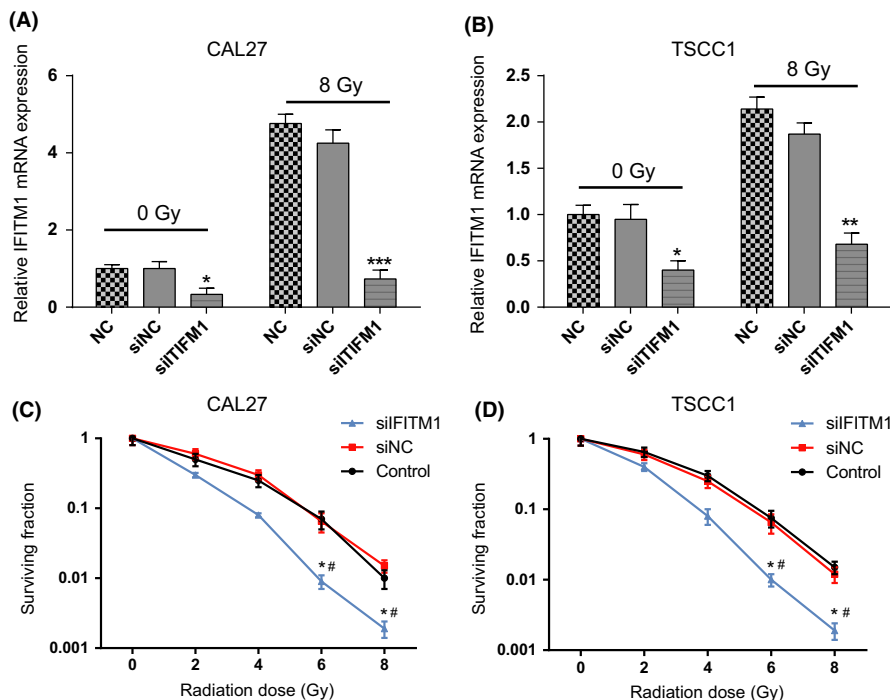 (A)
CAL27
Relative IFITM1 mRNA expression
6
4
2
0
0 Gy
8 Gy
*
***
NC
siNC
siITIFM1
NC
siNC
siITIFM1
(B)
TSCC1
Relative IFITM1 mRNA expression
2.5
2.0
1.5
1.0
0.5
0.0
0 Gy
8 Gy
*
**
NC
siNC
siITIFM1
NC
siNC
siITIFM1
(C)
CAL27
siIFITM1
siNC
Control
Surviving fraction
1
0.1
0.01
0.001
* #
* #
0 2 4 6 8
Radiation dose (Gy)
(D)
TSCC1
siIFITM1
siNC
Control
Surviving fraction
1
0.1
0.01
0.001
* #
* #
0 2 4 6 8
Radiation dose (Gy)